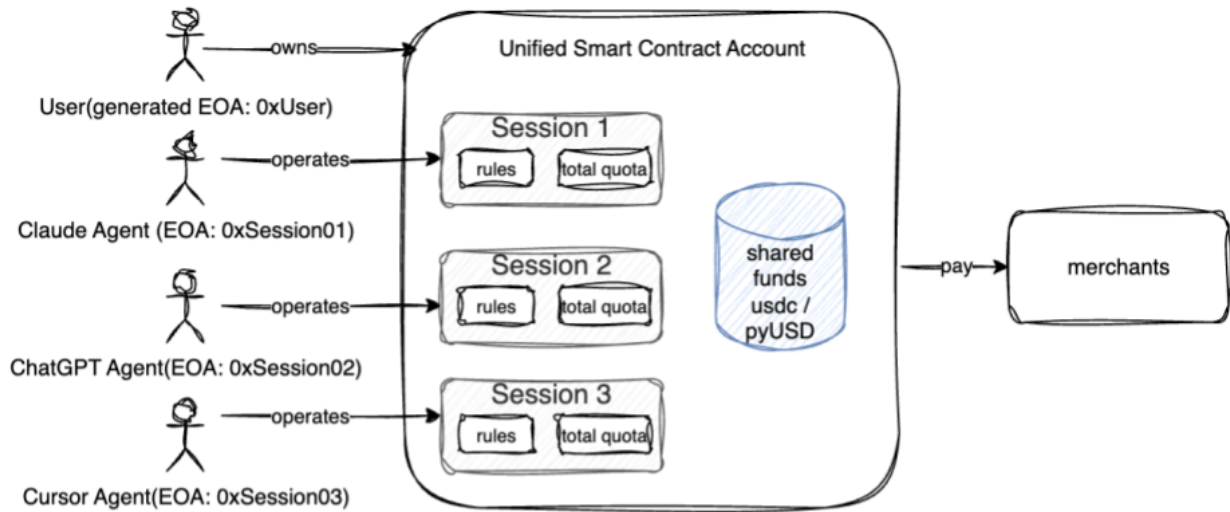 owns
Unified Smart Contract Account
User(generated EOA: 0xUser)
Session 1
operates
rules
total quota
Claude Agent (EOA: 0xSession01)
Session 2
operates
rules
total quota
ChatGPT Agent(EOA: 0xSession02)
Session 3
operates
rules
total quota
Cursor Agent(EOA: 0xSession03)
shared
funds
usdc /
pyUSD
pay
merchants